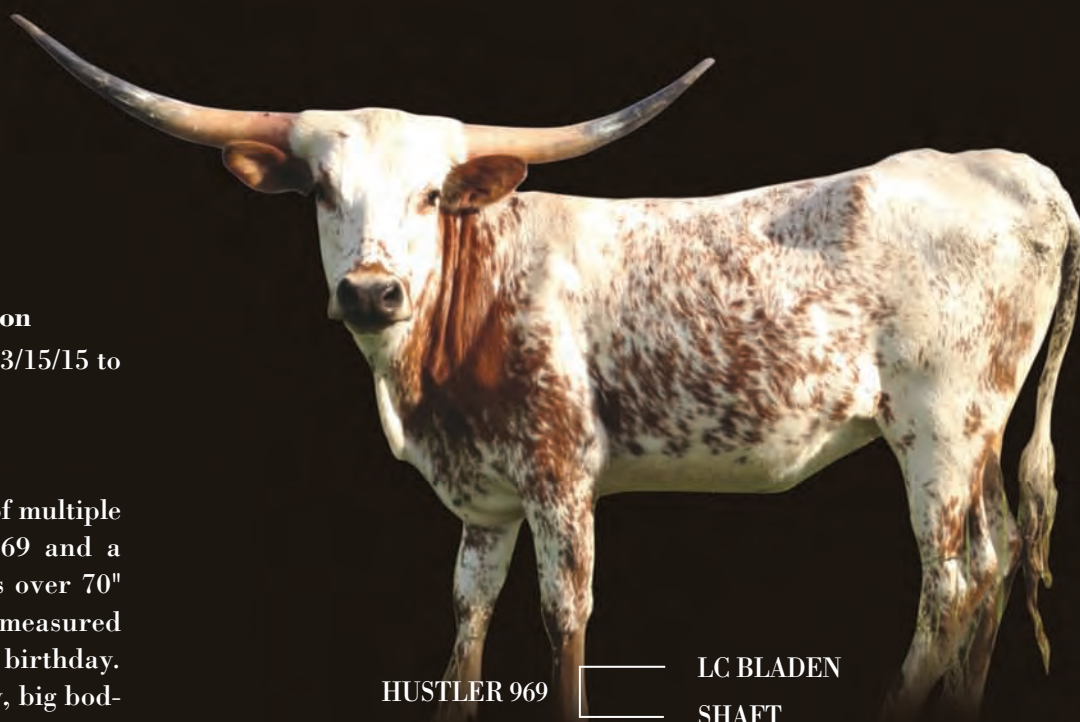 on
3/15/15 to
of multiple
69 and a
s over 70"
measured
birthday.
, big bod-
HUSTLER 969
LC BLADEN
SHAFT